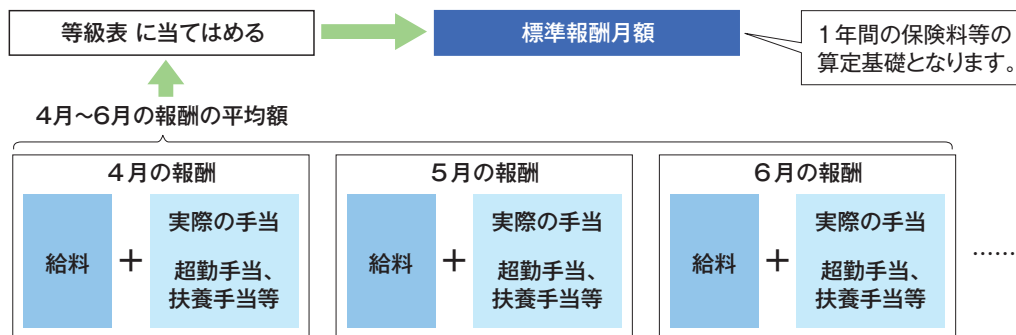 等級表 に当てはめる
標準報酬月額
1年間の保険料等の
算定基礎となります。
4月~6月の報酬の平均額
4月の報酬
給料
+
実際の手当
超勤手当、
扶養手当等
5月の報酬
給料
+
実際の手当
超勤手当、
扶養手当等
6月の報酬
給料
+
実際の手当
超勤手当、
扶養手当等
……